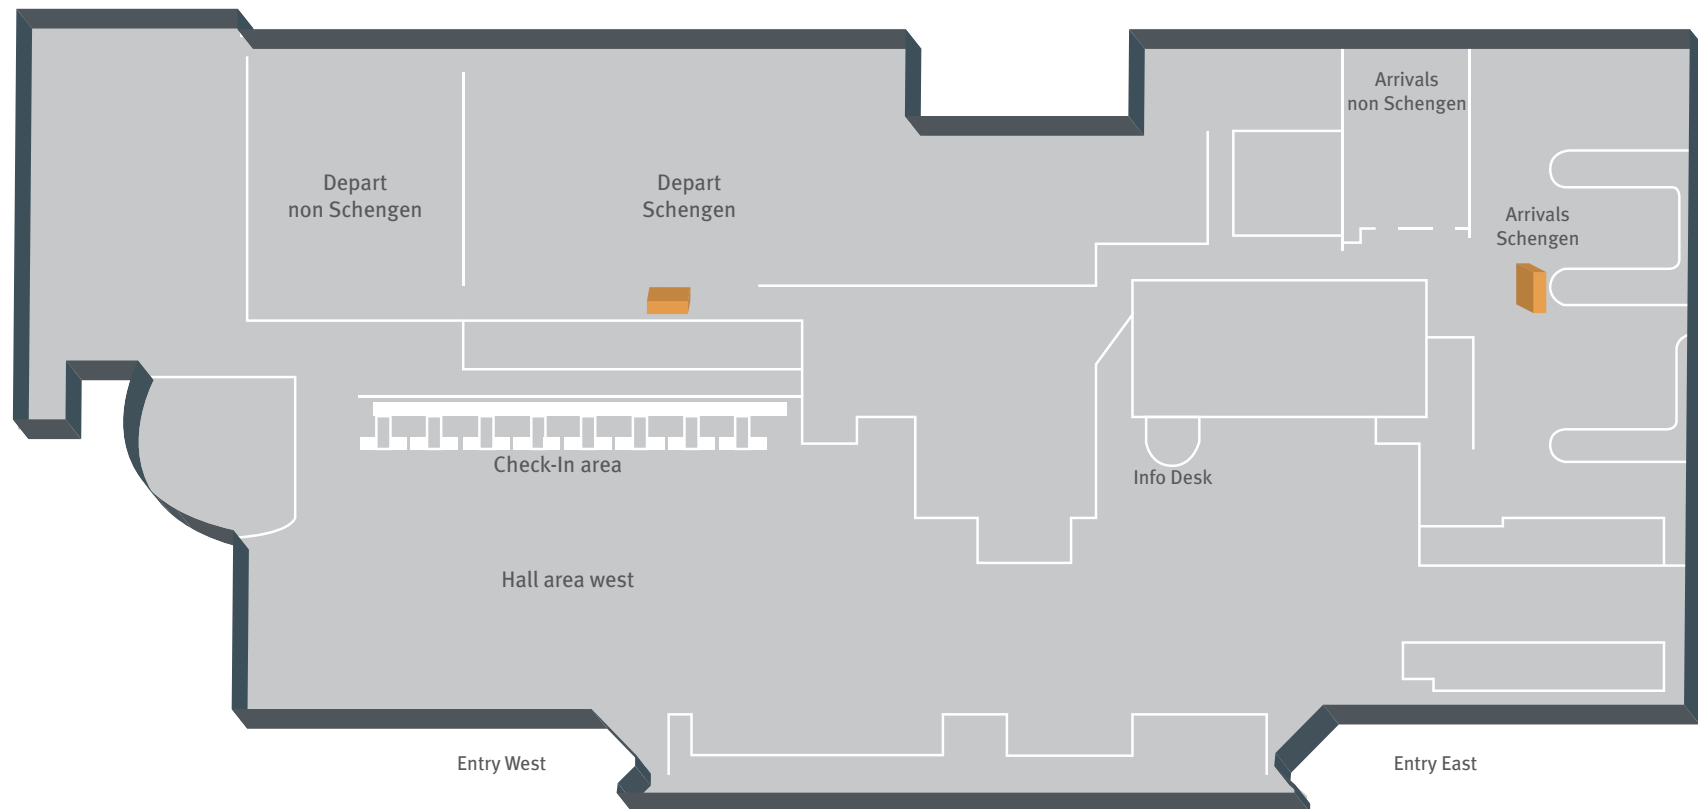 Arrivals
non Schengen
Depart
non Schengen
Depart
Schengen
Arrivals
Schengen
Check-In area
Info Desk
Hall area west
Entry West
Entry East